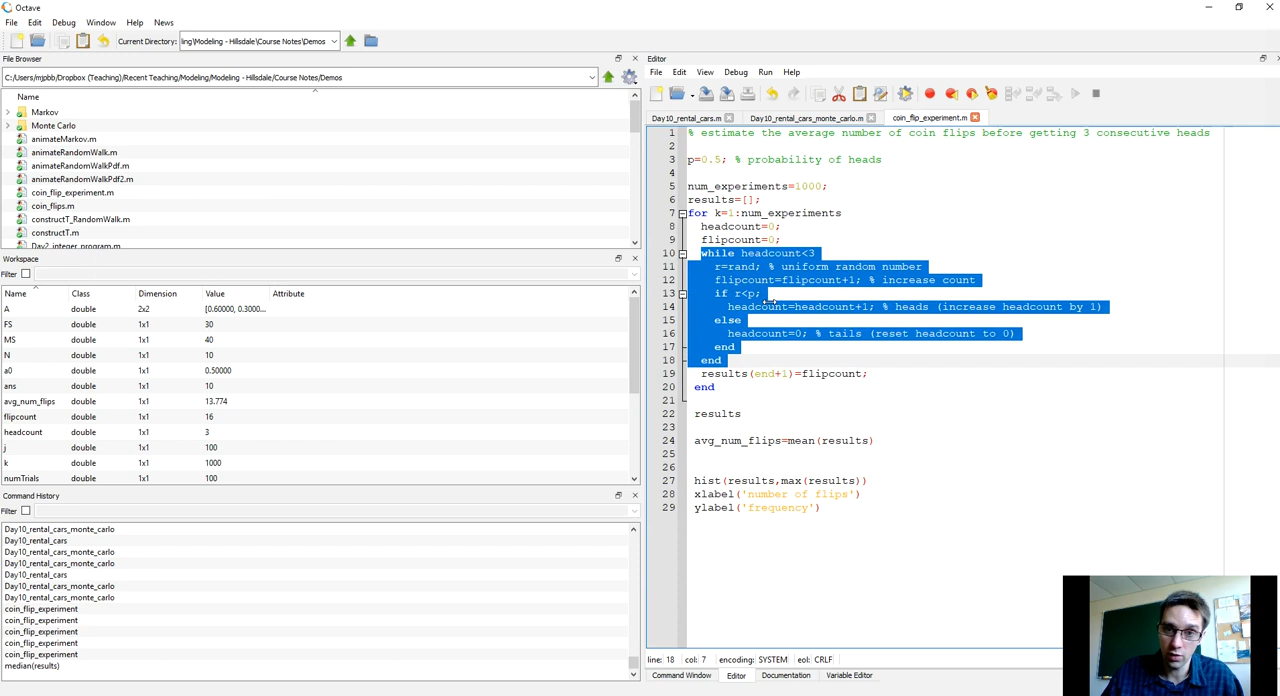 Octave
File Edit Debug Window Help News
Current Directory: ling\Modeling - Hillsdale\Course Notes\Demos
File Browser
C:/Users/mjpbb/Dropbox (Teaching)/Recent Teaching/Modeling/Modeling - Hillsdale/Course Notes/Demos
Name
Markov
Monte Carlo
animateMarkov.m
animateRandomWalk.m
animateRandomWalkPdf.m
animateRandomWalkPdf2.m
coin_flip_experiment.m
coin_flips.m
constructT_RandomWalk.m
constructT.m
Day2_integer_program.m
Workspace
Filter
Name Class Dimension Value Attribute
A double 2x2 [0.60000, 0.3000...
FS double 1x1 30
MS double 1x1 40
N double 1x1 10
a0 double 1x1 0.50000
ans double 1x1 10
avg_num_flips double 1x1 13.774
flipcount double 1x1 16
headcount double 1x1 3
j double 1x1 100
k double 1x1 1000
numTrials double 1x1 100
Command History
Filter
Day10_rental_cars_monte_carlo
Day10_rental_cars
Day10_rental_cars_monte_carlo
Day10_rental_cars_monte_carlo
Day10_rental_cars
Day10_rental_cars_monte_carlo
Day10_rental_cars_monte_carlo
coin_flip_experiment
coin_flip_experiment
coin_flip_experiment
coin_flip_experiment
coin_flip_experiment
median(results)
Editor
File Edit View Debug Run Help
Day10_rental_cars.m Day10_rental_cars_monte_carlo.m coin_flip_experiment.m
1 % estimate the average number of coin flips before getting 3 consecutive heads
2
3 p=0.5; % probability of heads
4
5 num_experiments=1000;
6 results=[];
7 for k=1:num_experiments
8 headcount=0;
9 flipcount=0;
10 while headcount<3
11 r=rand; % uniform random number
12 flipcount=flipcount+1; % increase count
13 if r<p;
14 headcount=headcount+1; % heads (increase headcount by 1)
15 else
16 headcount=0; % tails (reset headcount to 0)
17 end
18 end
19 results(end+1)=flipcount;
20 end
21
22 results
23
24 avg_num_flips=mean(results)
25
26
27 hist(results,max(results))
28 xlabel('number of flips')
29 ylabel('frequency')
line: 18 col: 7 encoding: SYSTEM eol: CRLF
Command Window Editor Documentation Variable Editor